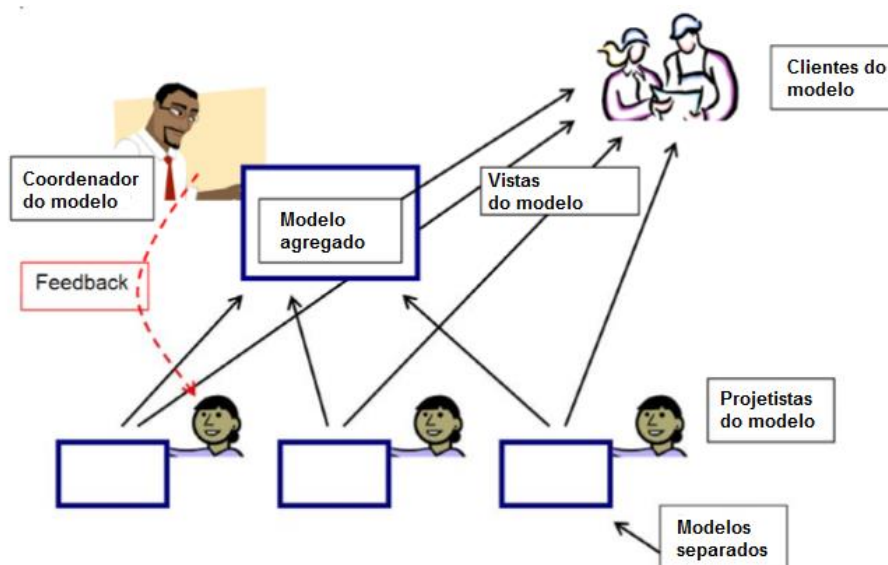 Clientes do
modelo
Coordenador
do modelo
Vistas
do modelo
Modelo
agregado
Feedback
Projetistas
do modelo
Modelos
separados